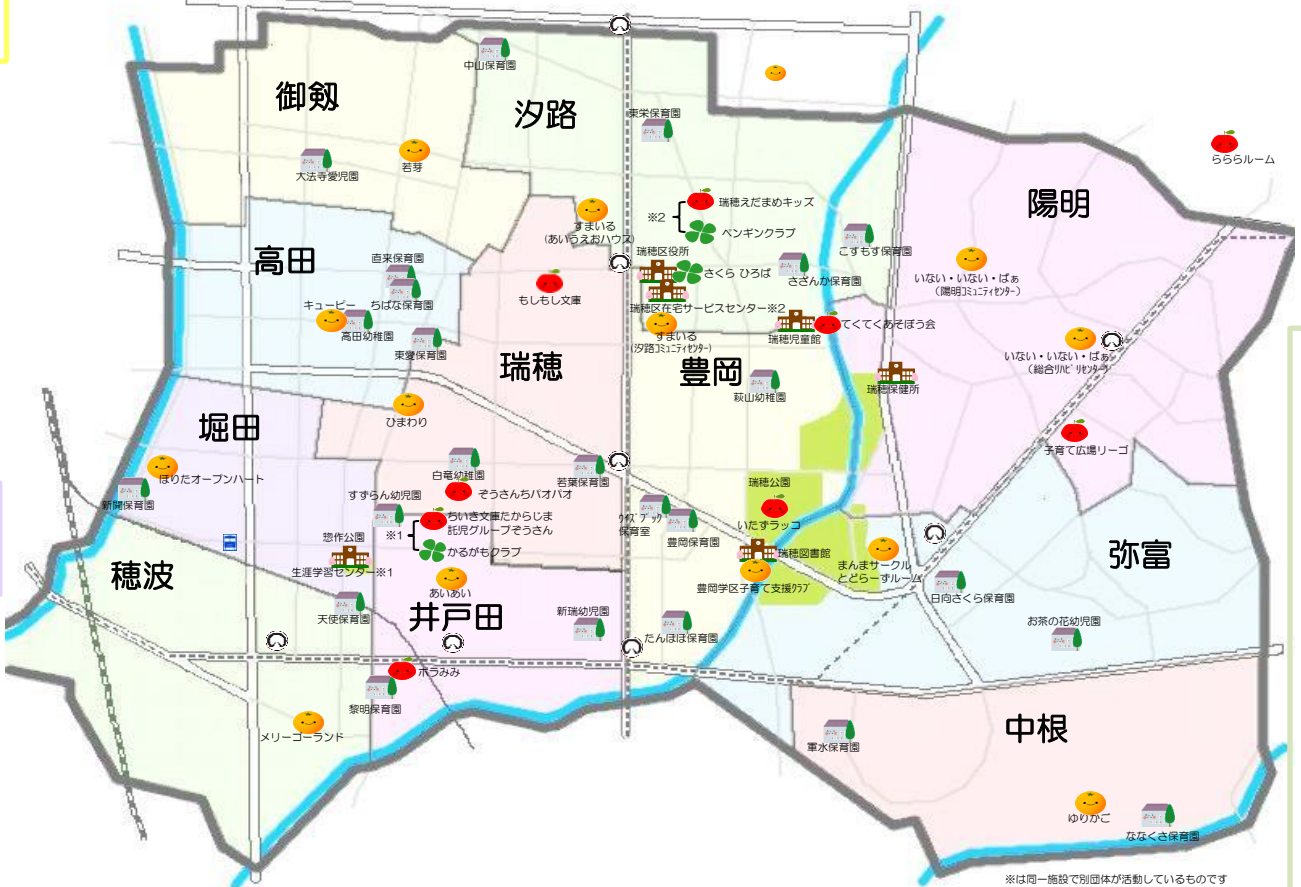 中山保育園
御剱
汐路
東栄保育園
らららルーム
若芽
大法寺愛児園
陽明
瑞穂えだまめキッズ
※2
ペンギンクラブ
すまいる
(あいうえおハウス)
瑞穂区役所
こすもす保育園
高田
直来保育園
さくら ひろば
ささんか保育園
いない・いない・ばぁ
(陽明コミュニティセンター)
もしもし文庫
ちばな保育園
キューピー
瑞穂区在宅サービスセンター※2
てくてくあそぼう会
高田幼稚園
すまいる
(汐路コミュニティセンター)
瑞穂児童館
東愛保育園
いない・いない・ばぁ
(総合リハビリセンター)
瑞穂
豊岡
瑞穂保健所
萩山幼稚園
ひまわり
堀田
子育て広場リーゴ
白竜幼稚園
ほりたオープンハート
若葉保育園
瑞穂公園
すずらん幼児園
ぞうさんちパオパオ
新開保育園
ちいき文庫たからじま
託児グループぞうさん
※1
保育室
いたずラッコ
豊岡保育園
惣作公園
かるがもクラブ
瑞穂図書館
弥富
生涯学習センター※1
まんまサークル
とどらーずルーム
穂波
あいあい
豊岡学区子育て支援クラブ
日向さくら保育園
井戸田
新瑞幼児園
天使保育園
お茶の花幼児園
たんぽぽ保育園
ポラみみ
黎明保育園
メリーコーランド
中根
軍水保育園
ゆりかご
ななくさ保育園
※は同一施設で別団体が活動しているものです